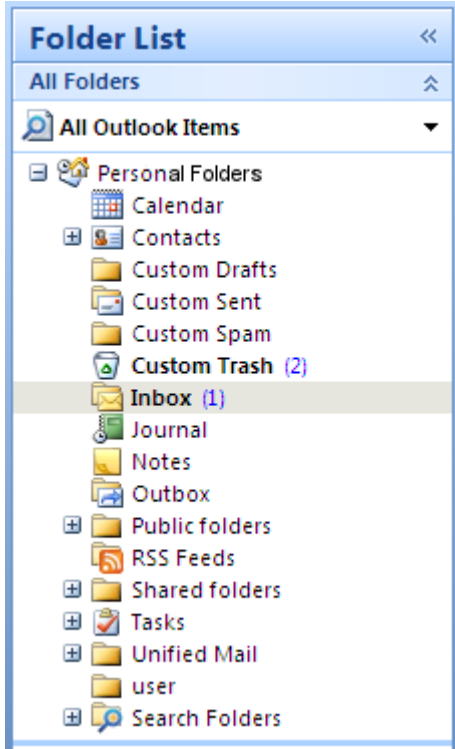 Folder List
All Folders
All Outlook Items
Personal Folders
Calendar
Contacts
Custom Drafts
Custom Sent
Custom Spam
Custom Trash (2)
Inbox (1)
Journal
Notes
Outbox
Public folders
RSS Feeds
Shared folders
Tasks
Unified Mail
user
Search Folders